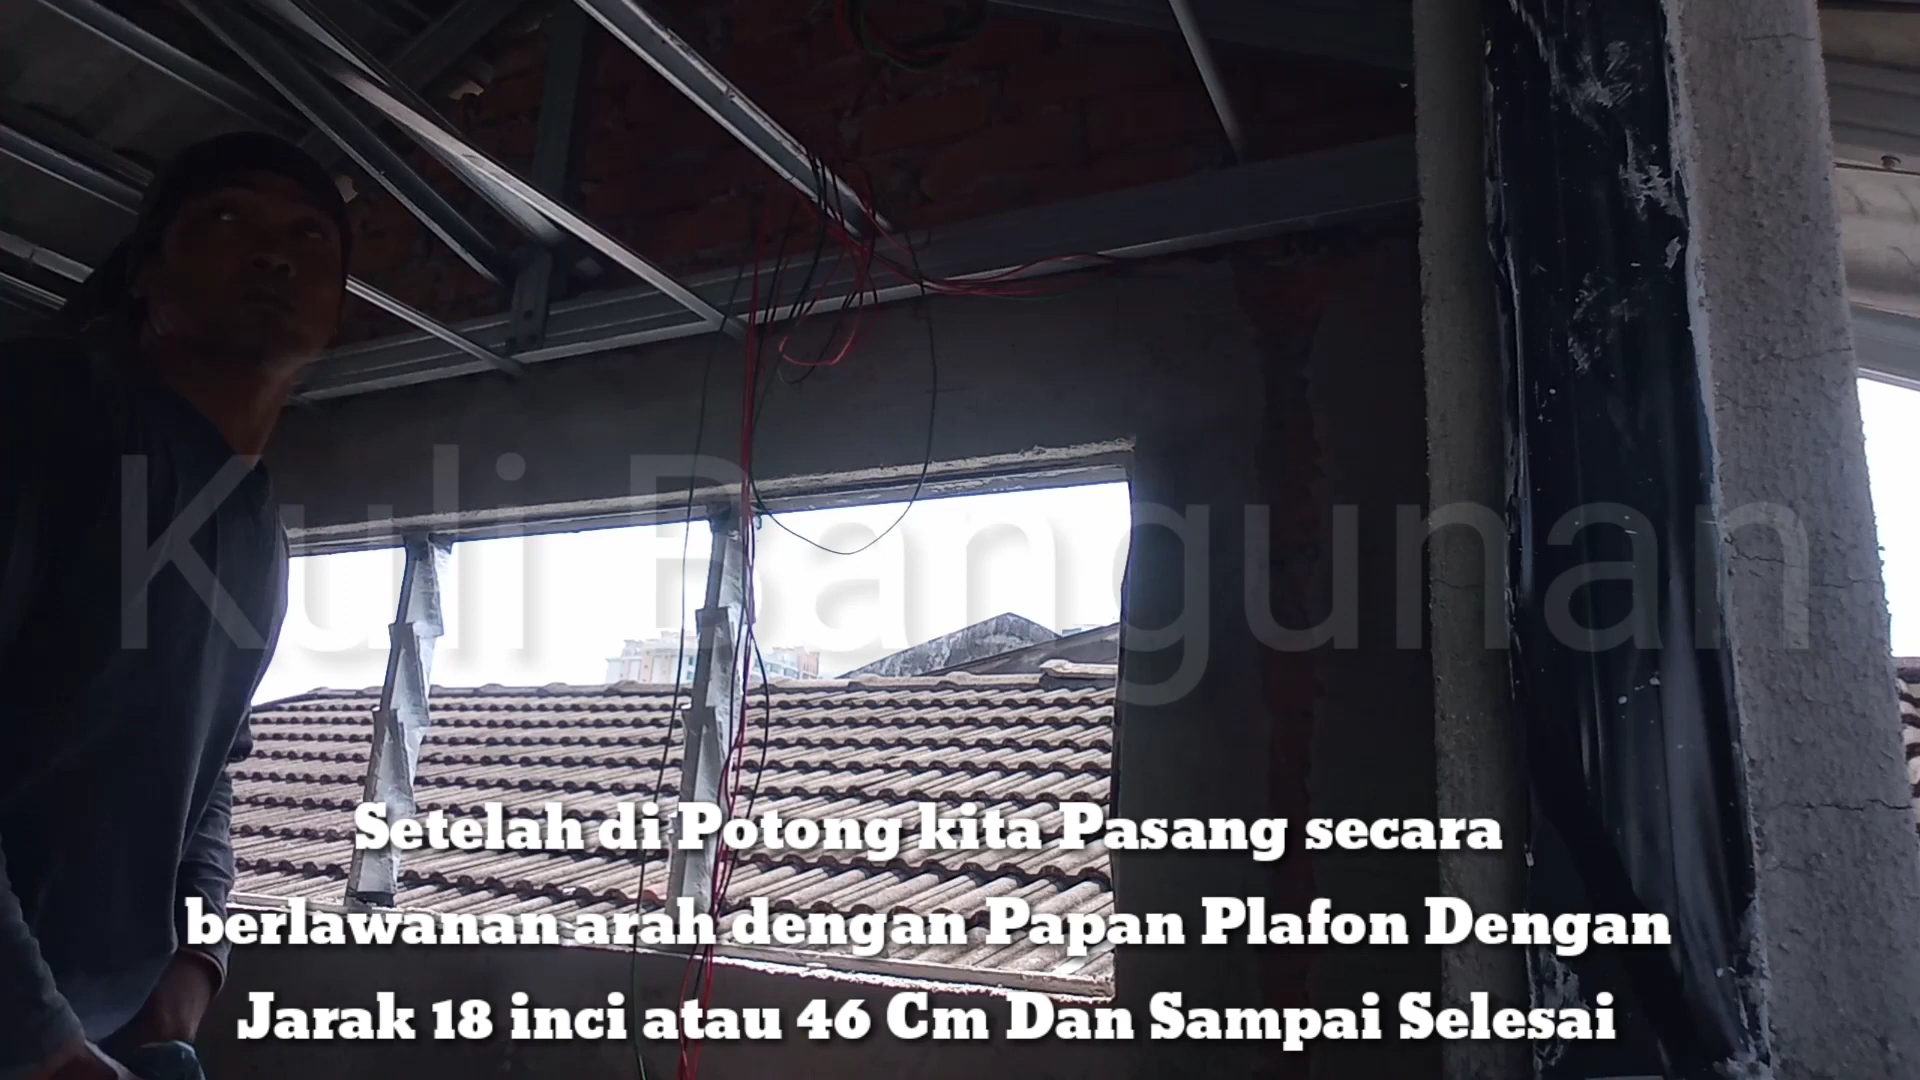 Kuli Bangunan
Setelah di Potong kita Pasang secara
berlawanan arah dengan Papan Plafon Dengan
Jarak 18 inci atau 46 Cm Dan Sampai Selesai